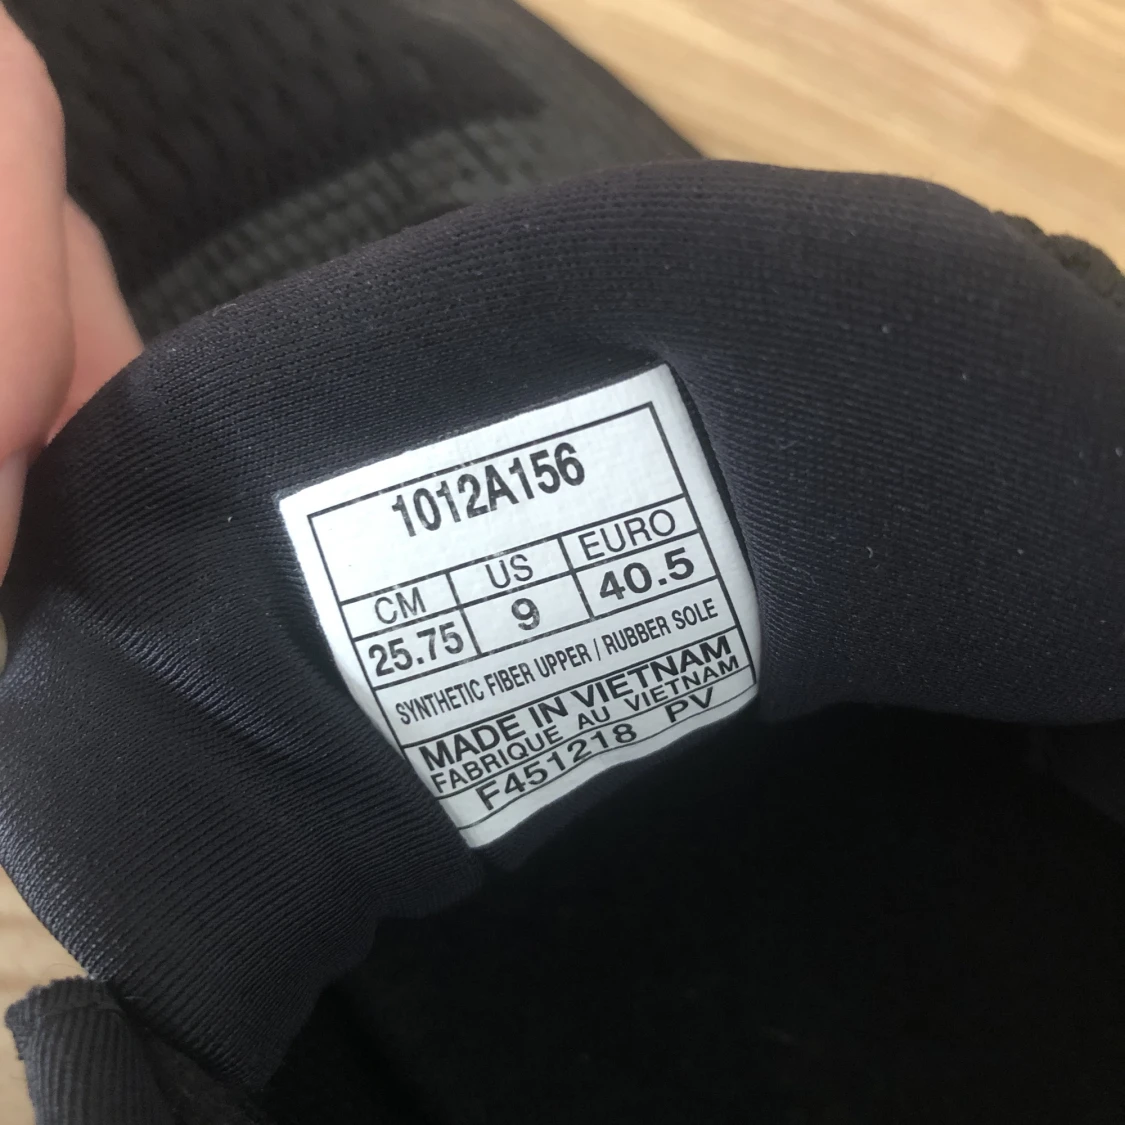 1012A156
CM US EURO
25.75 9 40.5
SYNTHETIC FIBER UPPER / RUBBER SOLE
MADE IN VIETNAM
FABRIQUE AU VIETNAM
F451218 PV